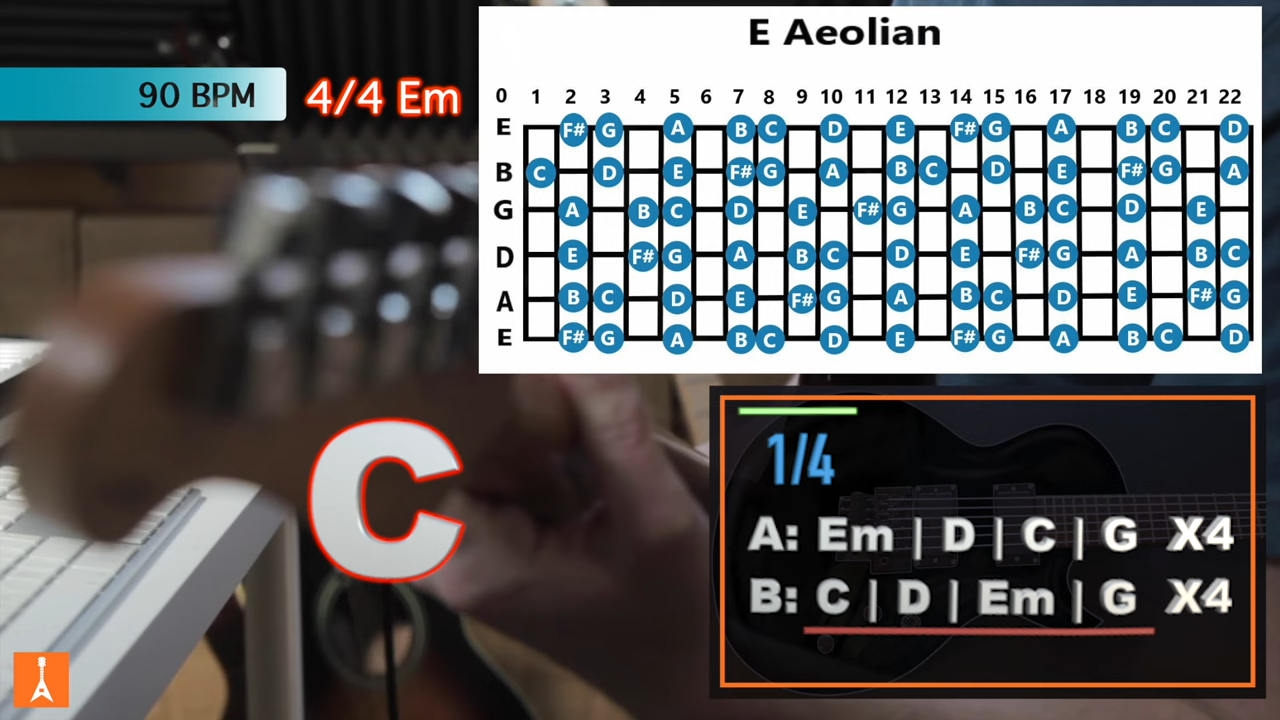 E Aeolian
90 BPM
4/4 Em
0 1 2 3 4 5 6 7 8 9 10 11 12 13 14 15 16 17 18 19 20 21 22
E F# G A B C D E F# G A B C D
B C D E F# G A B C D E F# G A
G A B C D E F# G A B C D E
D E F# G A B C D E F# G A B C
A B C D E F# G A B C D E F# G
E F# G A B C D E F# G A B C D
C
1/4
A: Em | D | C | G X4
B: C | D | Em | G X4